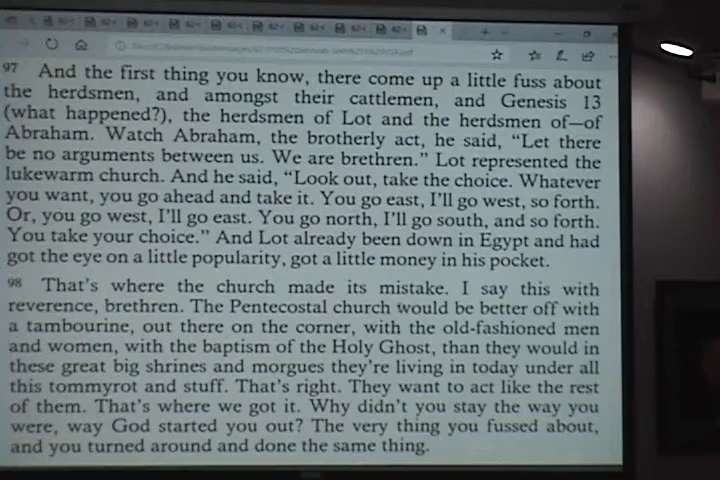 97 And the first thing you know, there come up a little fuss about
the herdsmen, and amongst their cattlemen, and Genesis 13
(what happened?), the herdsmen of Lot and the herdsmen of—of
Abraham. Watch Abraham, the brotherly act, he said, “Let there
be no arguments between us. We are brethren.” Lot represented the
lukewarm church. And he said, “Look out, take the choice. Whatever
you want, you go ahead and take it. You go east, I’ll go west, so forth.
Or, you go west, I’ll go east. You go north, I’ll go south, and so forth.
You take your choice.” And Lot already been down in Egypt and had
got the eye on a little popularity, got a little money in his pocket.
98 That’s where the church made its mistake. I say this with
reverence, brethren. The Pentecostal church would be better off with
a tambourine, out there on the corner, with the old-fashioned men
and women, with the baptism of the Holy Ghost, than they would in
these great big shrines and morgues they’re living in today under all
this tommyrot and stuff. That’s right. They want to act like the rest
of them. That’s where we got it. Why didn’t you stay the way you
were, way God started you out? The very thing you fussed about,
and you turned around and done the same thing.